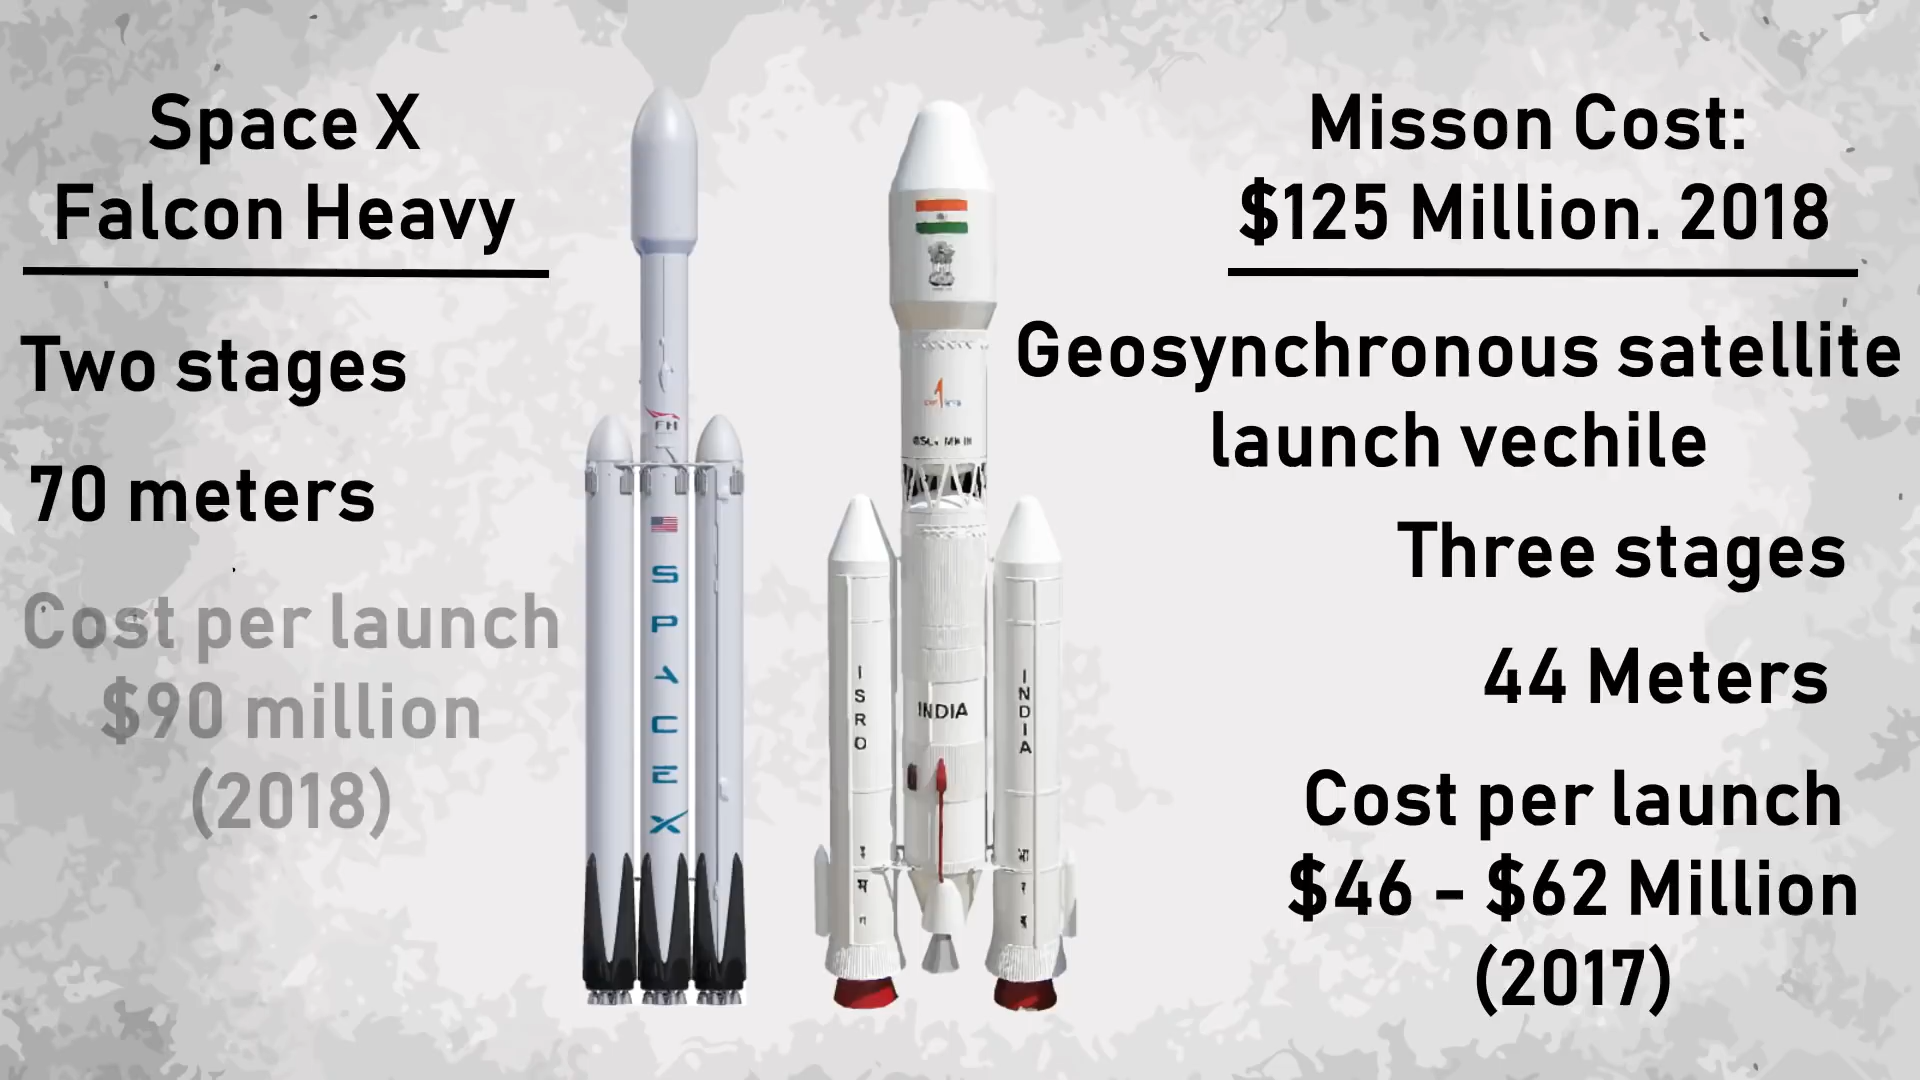 Space X
Falcon Heavy
Two stages
70 meters
Cost per launch
$90 million
(2018)
FH
SPACEX
Misson Cost:
$125 Million. 2018
Geosynchronous satellite
launch vechile
Three stages
44 Meters
Cost per launch
$46 - $62 Million
(2017)
ISRO
INDIA
INDIA